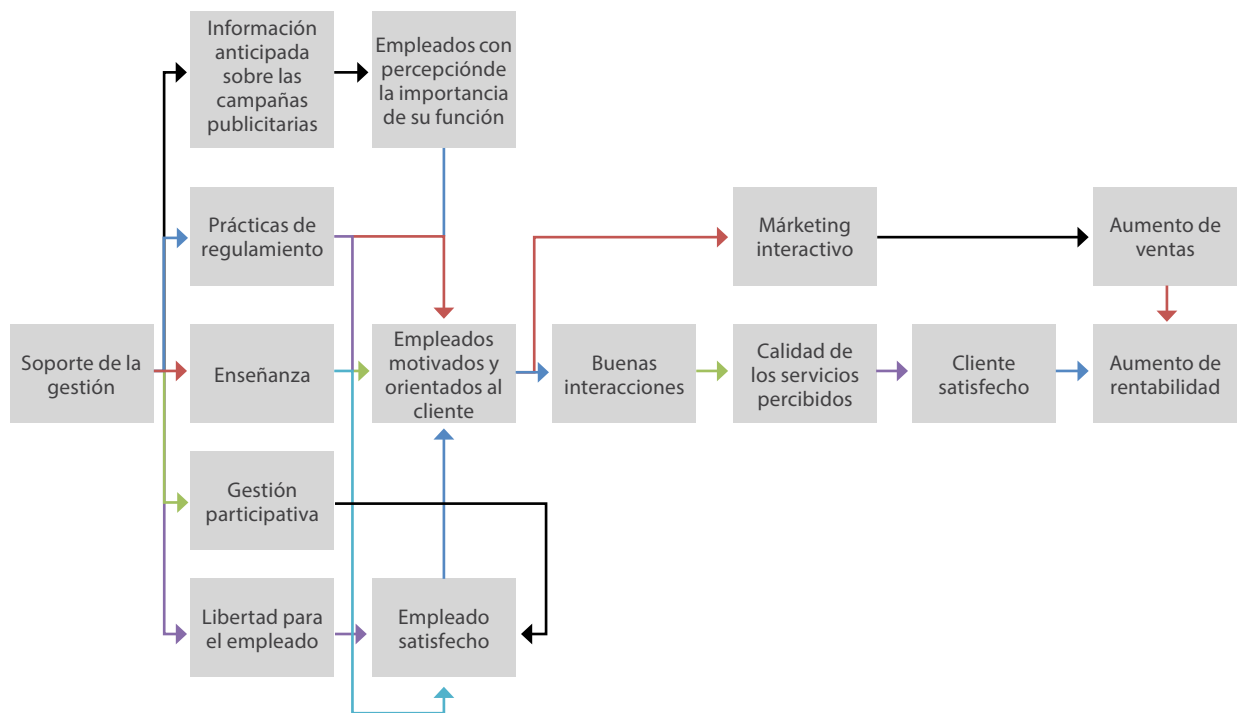 Información
anticipada
sobre las
campañas
publicitarias
Empleados con
percepciónde
la importancia
de su función
Prácticas de
regulamiento
Márketing
interactivo
Aumento de
ventas
Soporte de la
gestión
Enseñanza
Empleados
motivados y
orientados al
cliente
Buenas
interacciones
Calidad de
los servicios
percibidos
Cliente
satisfecho
Aumento de
rentabilidad
Gestión
participativa
Libertad para
el empleado
Empleado
satisfecho